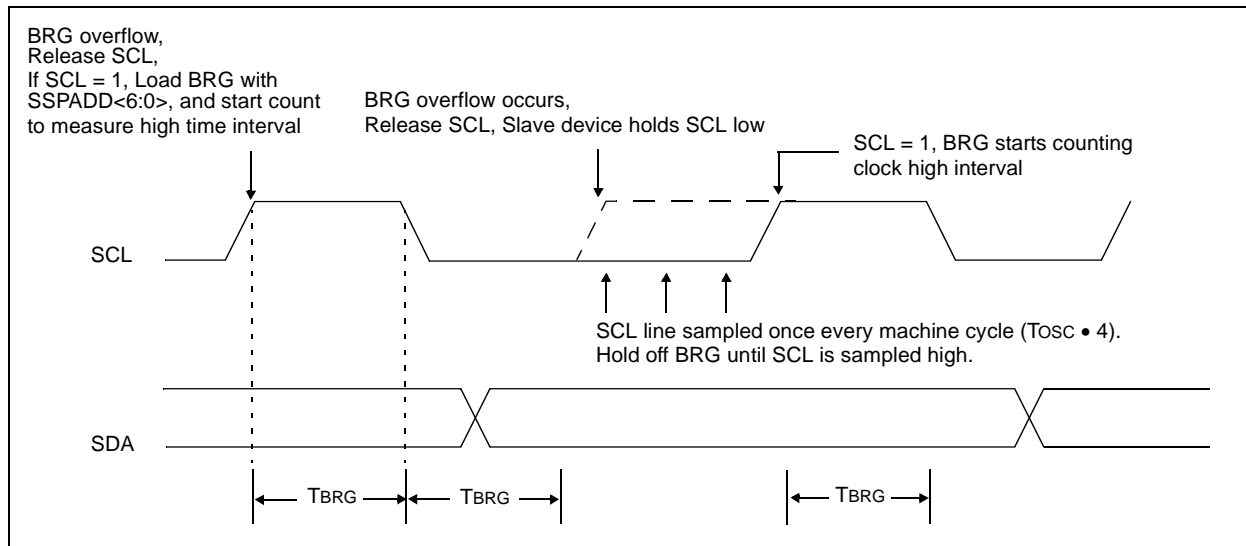 BRG overflow,
Release SCL,
If SCL = 1, Load BRG with
SSPADD<6:0>, and start count
to measure high time interval
BRG overflow occurs,
Release SCL, Slave device holds SCL low
SCL = 1, BRG starts counting
clock high interval
SCL
SCL line sampled once every machine cycle (TOSC • 4).
Hold off BRG until SCL is sampled high.
SDA
TBRG
TBRG
TBRG